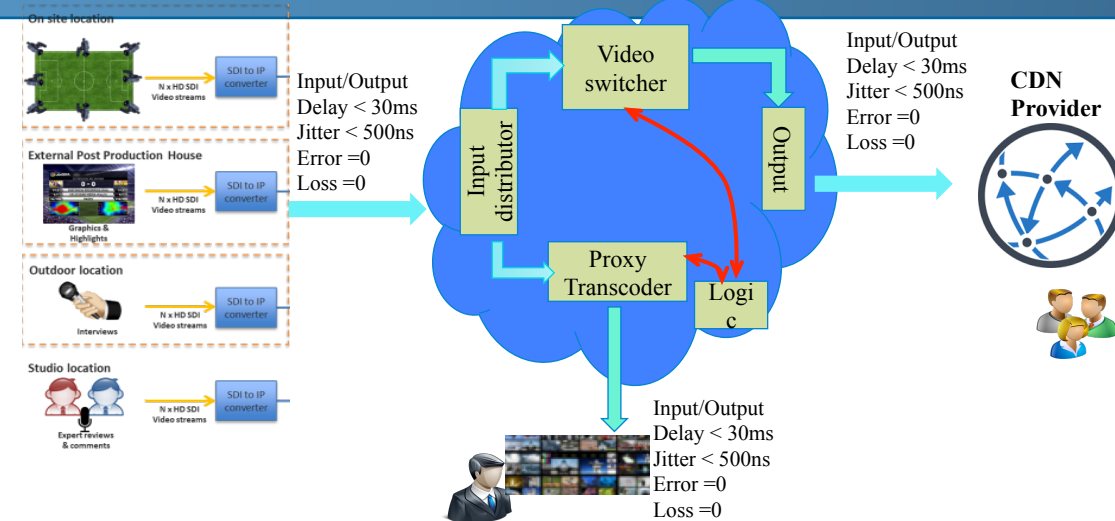 On site location
N x HD SDI
Video streams
SDI to IP
converter
External Post Production House
0 - 0
Graphics &
Highlights
N x HD SDI
Video streams
SDI to IP
converter
Outdoor location
Interviews
N x HD SDI
Video streams
SDI to IP
converter
Studio location
Expert reviews
& comments
N x HD SDI
Video streams
SDI to IP
converter
Input/Output
Delay < 30ms
Jitter < 500ns
Error =0
Loss =0
Input
distributor
Video
switcher
Output
Proxy
Transcoder
Logi
c
Input/Output
Delay < 30ms
Jitter < 500ns
Error =0
Loss =0
Input/Output
Delay < 30ms
Jitter < 500ns
Error =0
Loss =0
CDN
Provider